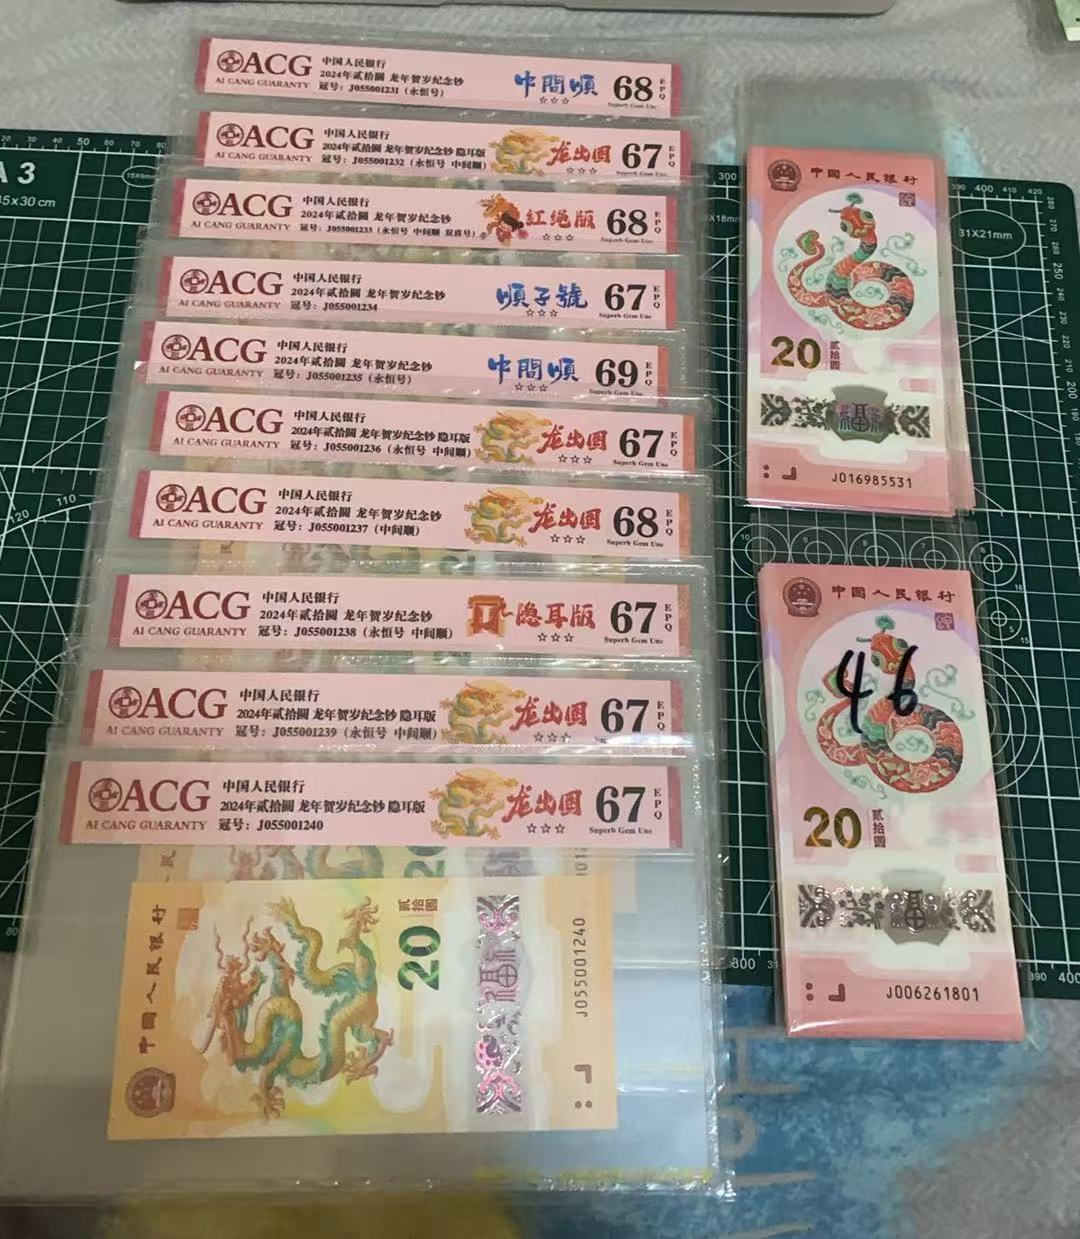 ACG
AI CANG GUARANTY
中国人民银行
2024年贰拾圆 龙年贺岁纪念钞
冠号：J055001231（永恒号）
中間順
☆☆☆
68
EPQ
Superb Gem Unc
ACG
AI CANG GUARANTY
中国人民银行
2024年贰拾圆 龙年贺岁纪念钞 隐耳版
冠号：J055001232（永恒号 中间顺）
龙出圆
☆☆☆
67
EPQ
Superb Gem Unc
ACG
AI CANG GUARANTY
中国人民银行
2024年贰拾圆 龙年贺岁纪念钞
冠号：J055001233（永恒号 中间顺 双喜号）
红绳版
☆☆☆
68
EPQ
Superb Gem Unc
ACG
AI CANG GUARANTY
中国人民银行
2024年贰拾圆 龙年贺岁纪念钞
冠号：J055001234
順子號
☆☆☆
67
EPQ
Superb Gem Unc
ACG
AI CANG GUARANTY
中国人民银行
2024年贰拾圆 龙年贺岁纪念钞
冠号：J055001235（永恒号）
中間順
☆☆☆
69
EPQ
Superb Gem Unc
ACG
AI CANG GUARANTY
中国人民银行
2024年贰拾圆 龙年贺岁纪念钞 隐耳版
冠号：J055001236（永恒号 中间顺）
龙出圆
☆☆☆
67
EPQ
Superb Gem Unc
ACG
AI CANG GUARANTY
中国人民银行
2024年贰拾圆 龙年贺岁纪念钞
冠号：J055001237（中间顺）
龙出圆
☆☆☆
68
EPQ
Superb Gem Unc
ACG
AI CANG GUARANTY
中国人民银行
2024年贰拾圆 龙年贺岁纪念钞
冠号：J055001238（永恒号 中间顺）
隐耳版
☆☆☆
67
EPQ
Superb Gem Unc
ACG
AI CANG GUARANTY
中国人民银行
2024年贰拾圆 龙年贺岁纪念钞 隐耳版
冠号：J055001239（永恒号 中间顺）
龙出圆
☆☆☆
67
EPQ
ACG
AI CANG GUARANTY
中国人民银行
2024年贰拾圆 龙年贺岁纪念钞 隐耳版
冠号：J055001240
龙出圆
☆☆☆
67
EPQ
Superb Gem Unc
中国人民银行
20
贰拾圆
福
J055001240
中国人民银行
20
贰拾圆
福
J016985531
中国人民银行
46
20
贰拾圆
福
J006261801
A3
45x30cm
31X21mm